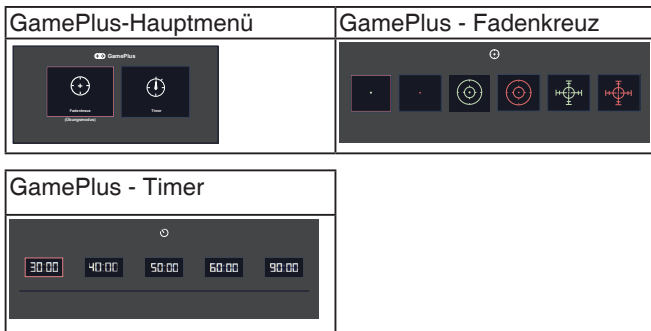 GamePlus-Hauptmenü
GamePlus - Fadenkreuz
GamePlus
Fadenkreuz
(Übungsmodus)
Timer
GamePlus - Timer
30:00 40:00 50:00 60:00 90:00